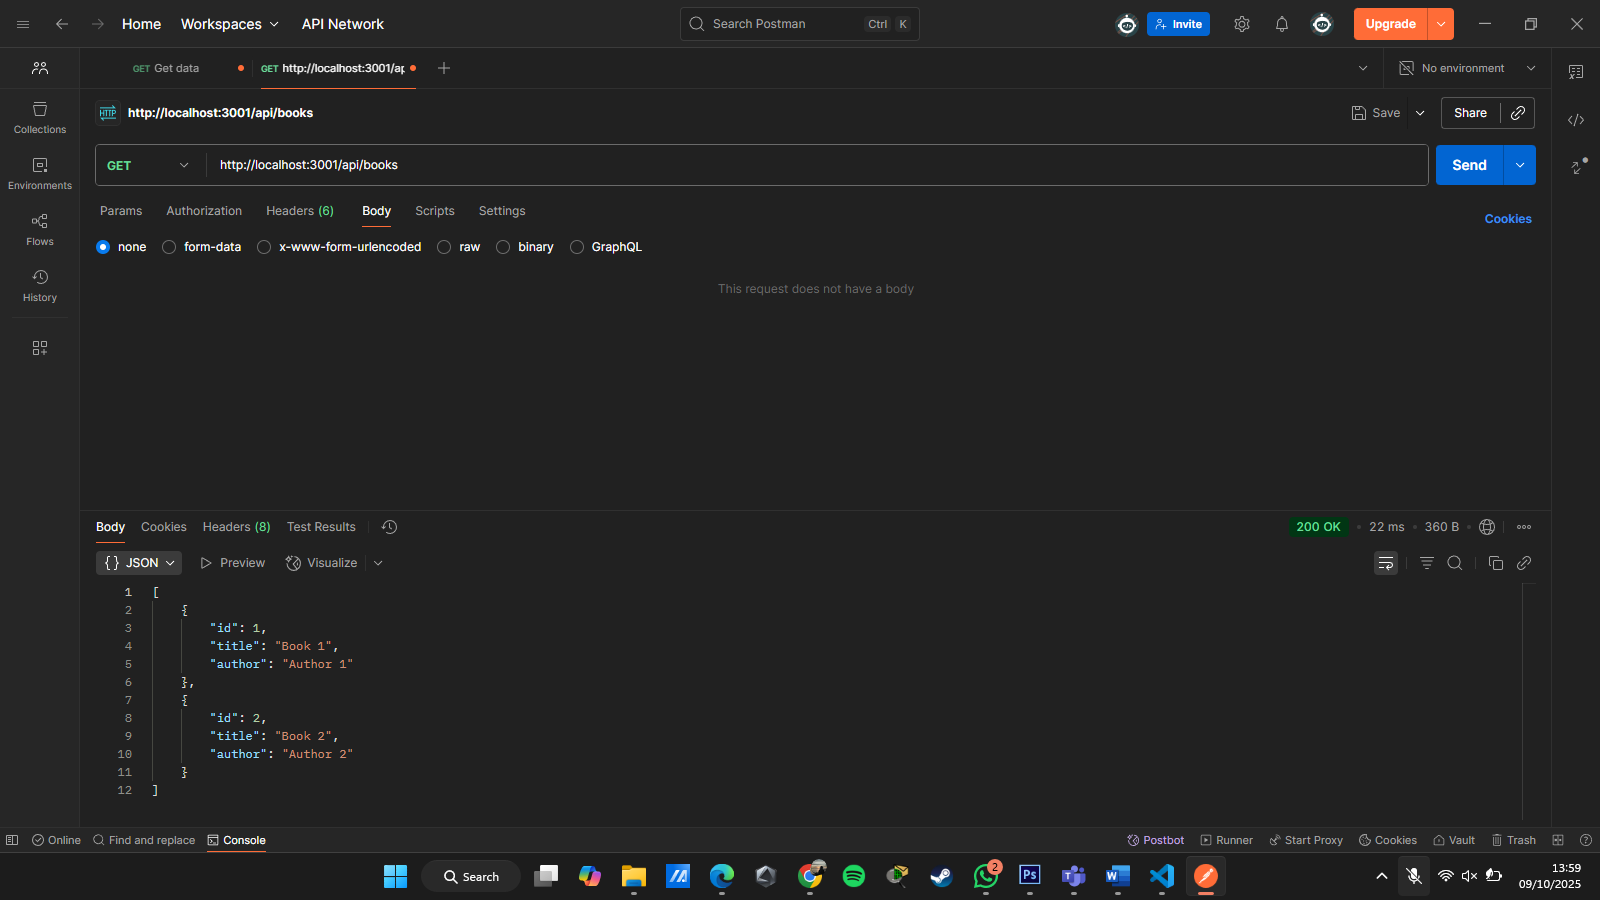 Home Workspaces API Network Search Postman Ctrl K Invite Upgrade
GET Get data GET http://localhost:3001/ap No environment
HTTP http://localhost:3001/api/books Save Share
GET http://localhost:3001/api/books Send
Params Authorization Headers (6) Body Scripts Settings Cookies
none form-data x-www-form-urlencoded raw binary GraphQL
This request does not have a body
Collections
Environments
Flows
History
Body Cookies Headers (8) Test Results 200 OK • 22 ms • 360 B
{ } JSON Preview Visualize
1 [
2 {
3 "id": 1,
4 "title": "Book 1",
5 "author": "Author 1"
6 },
7 {
8 "id": 2,
9 "title": "Book 2",
10 "author": "Author 2"
11 }
12 ]
Online Find and replace Console Postbot Runner Start Proxy Cookies Vault Trash
Search 2 Ps T W 13:59
09/10/2025